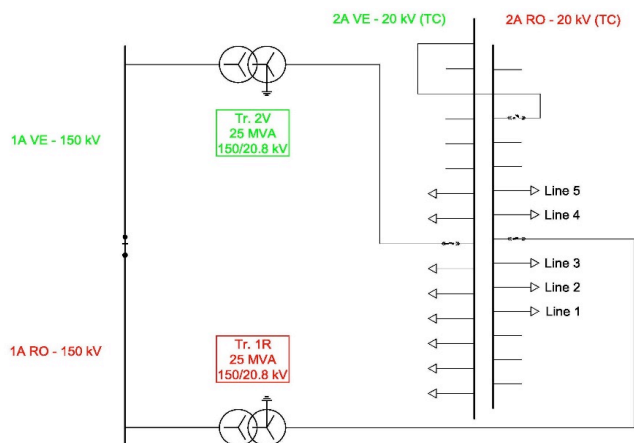 2A VE - 20 kV (TC)
2A RO - 20 kV (TC)
Tr. 2V
25 MVA
150/20.8 kV
1A VE - 150 kV
Line 5
Line 4
Line 3
Line 2
Line 1
Tr. 1R
25 MVA
150/20.8 kV
1A RO - 150 kV